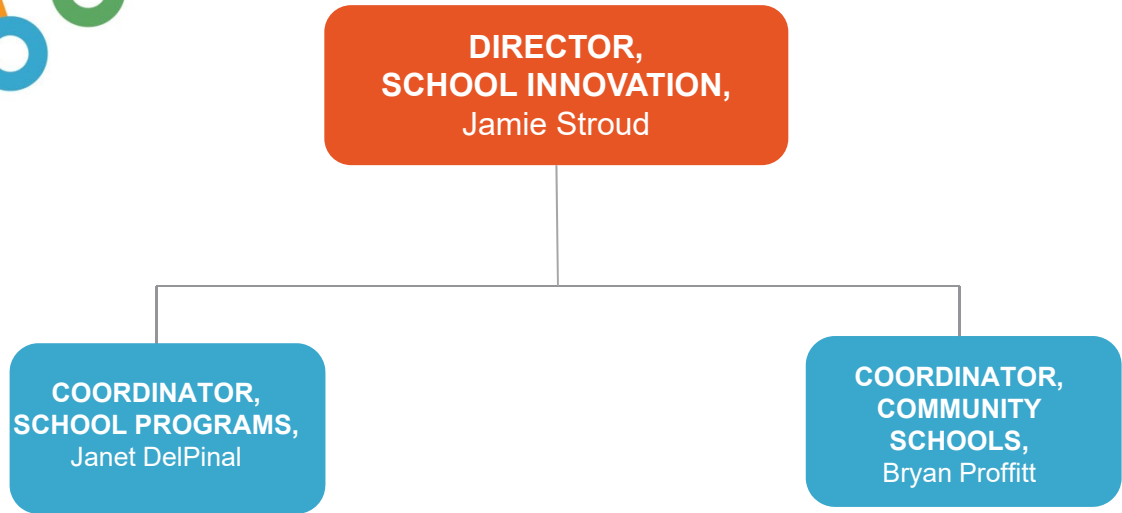 DIRECTOR,
SCHOOL INNOVATION,
Jamie Stroud
COORDINATOR,
SCHOOL PROGRAMS,
Janet DelPinal
COORDINATOR,
COMMUNITY
SCHOOLS,
Bryan Proffitt